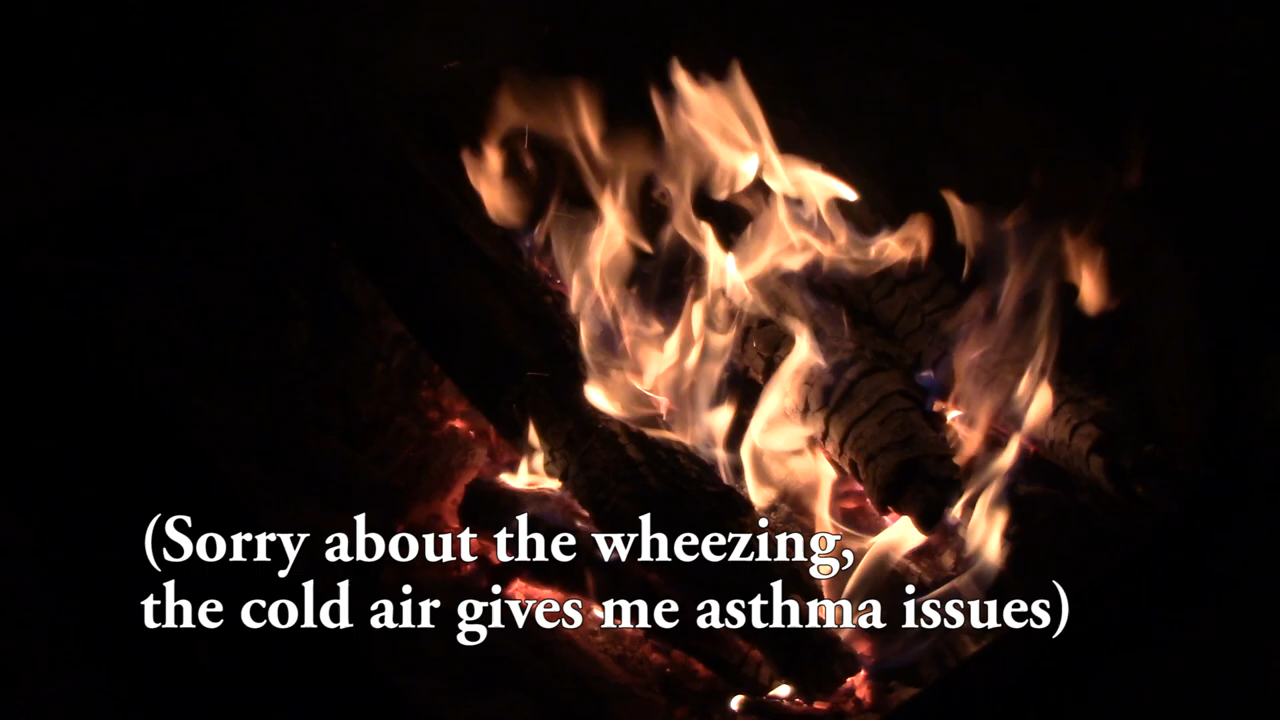 (Sorry about the wheezing,
the cold air gives me asthma issues)